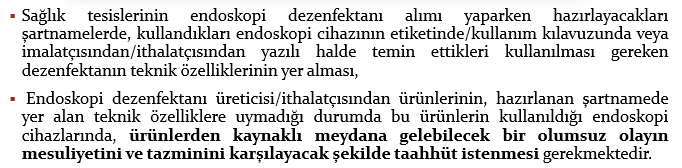 ▪ Sağlık tesislerinin endoskopi dezenfektanı alımı yaparken hazırlayacakları
şartnamelerde, kullandıkları endoskopi cihazının etiketinde/kullanım kılavuzunda veya
imalatçısından/ithalatçısından yazılı halde temin ettikleri kullanılması gereken
dezenfektanın teknik özelliklerinin yer alması,
▪ Endoskopi dezenfektanı üreticisi/ithalatçısından ürünlerinin, hazırlanan şartnamede
yer alan teknik özelliklere uymadığı durumda bu ürünlerin kullanıldığı endoskopi
cihazlarında, ürünlerden kaynaklı meydana gelebilecek bir olumsuz olayın
mesuliyetini ve tazminini karşılayacak şekilde taahhüt istenmesi gerekmektedir.